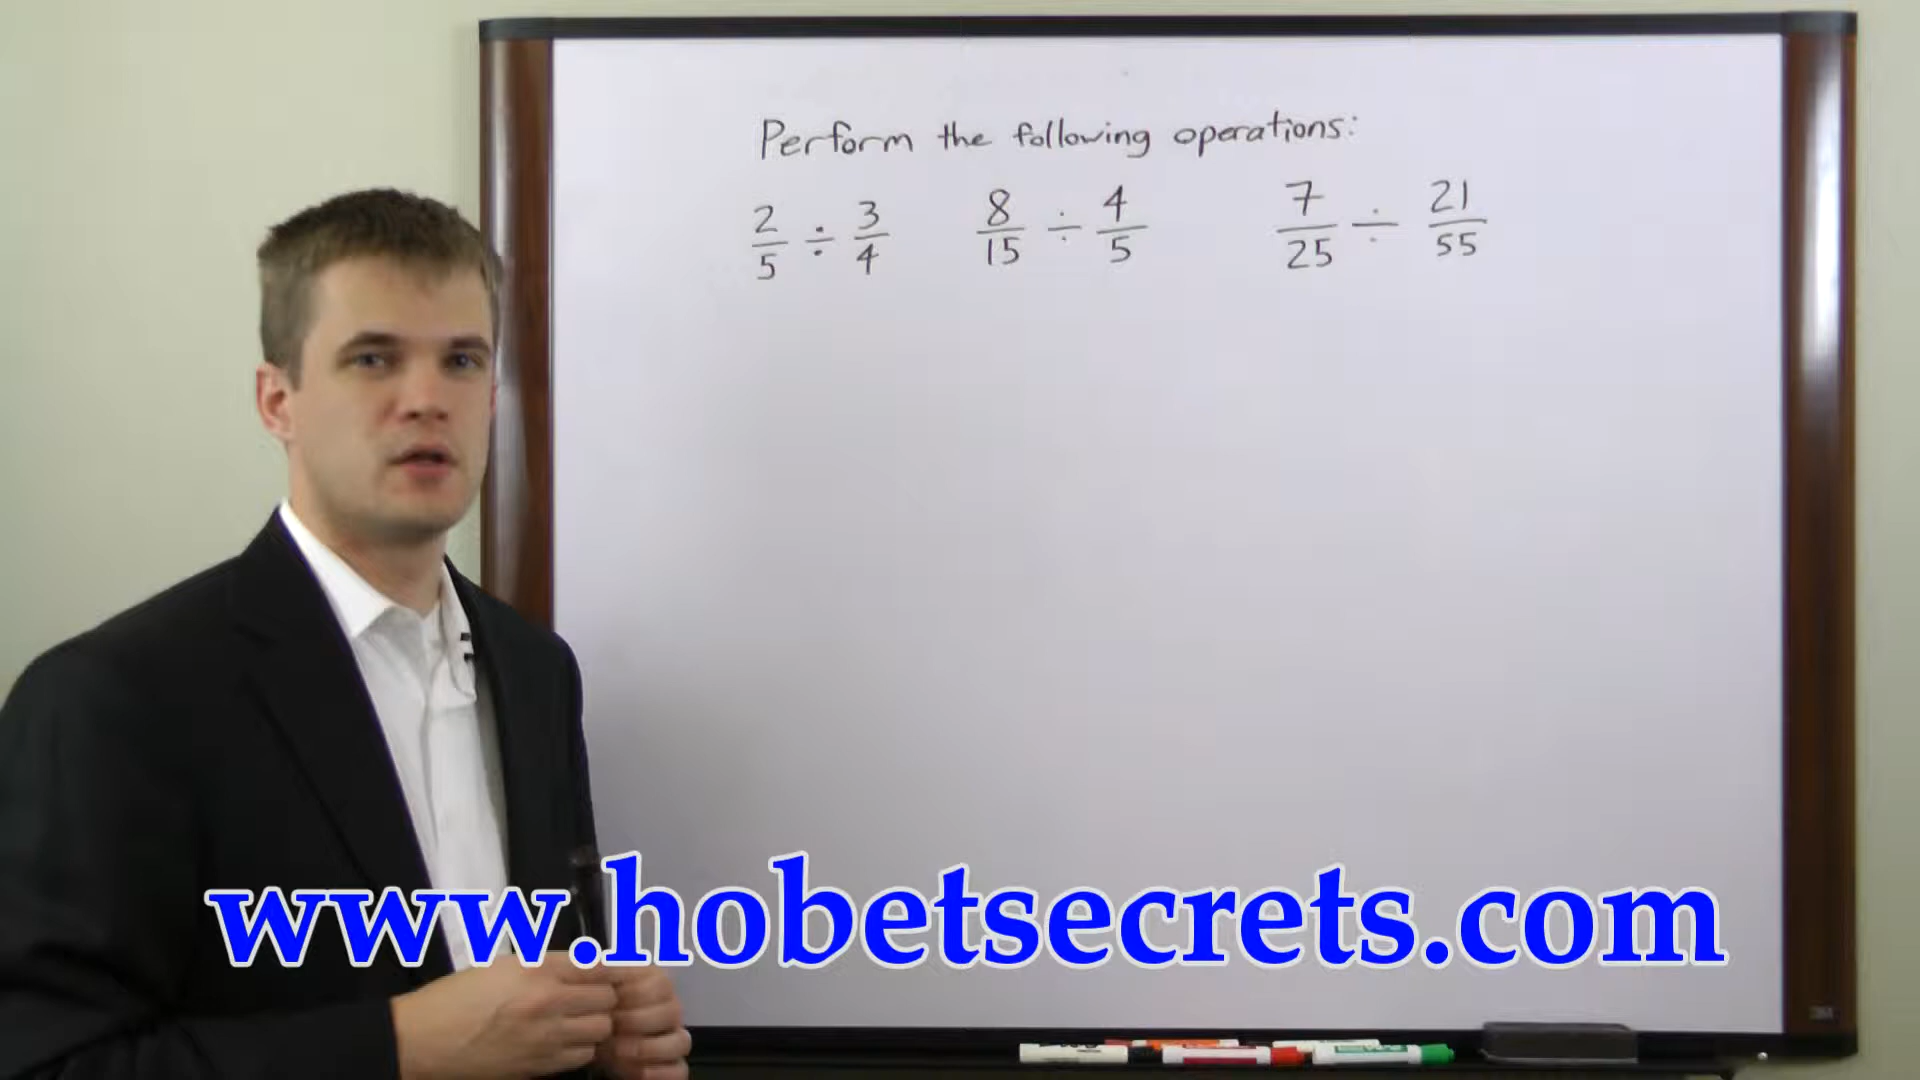 Perform the following operations:
2/5 ÷ 3/4 8/15 ÷ 4/5 7/25 ÷ 21/55
www.hobetsecrets.com